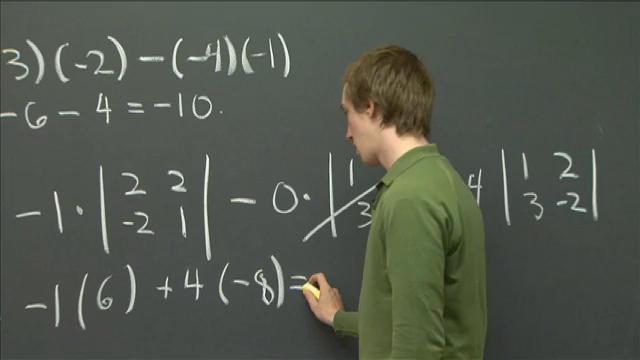 3)(-2) - (-4)(-1)
-6 - 4 = -10.
-1 · | 2 2 | - 0 · | 1 | 4 | 1 2 |
| -2 1 | | 3 | | 3 -2 |
-1(6) + 4(-8) =